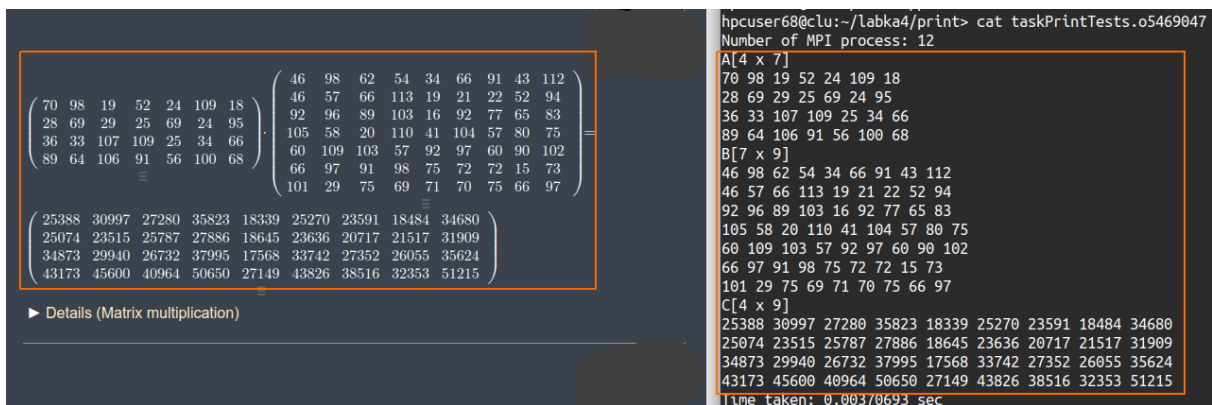 ( 70 98 19 52 24 109 18
28 69 29 25 69 24 95
36 33 107 109 25 34 66
89 64 106 91 56 100 68 ) ·
( 46 98 62 54 34 66 91 43 112
46 57 66 113 19 21 22 52 94
92 96 89 103 16 92 77 65 83
105 58 20 110 41 104 57 80 75
60 109 103 57 92 97 60 90 102
66 97 91 98 75 72 72 15 73
101 29 75 69 71 70 75 66 97 ) =
( 25388 30997 27280 35823 18339 25270 23591 18484 34680
25074 23515 25787 27886 18645 23636 20717 21517 31909
34873 29940 26732 37995 17568 33742 27352 26055 35624
43173 45600 40964 50650 27149 43826 38516 32353 51215 )
► Details (Matrix multiplication)
hpcuser68@clu:~/labka4/print> cat taskPrintTests.o5469047
Number of MPI process: 12
A[4 x 7]
70 98 19 52 24 109 18
28 69 29 25 69 24 95
36 33 107 109 25 34 66
89 64 106 91 56 100 68
B[7 x 9]
46 98 62 54 34 66 91 43 112
46 57 66 113 19 21 22 52 94
92 96 89 103 16 92 77 65 83
105 58 20 110 41 104 57 80 75
60 109 103 57 92 97 60 90 102
66 97 91 98 75 72 72 15 73
101 29 75 69 71 70 75 66 97
C[4 x 9]
25388 30997 27280 35823 18339 25270 23591 18484 34680
25074 23515 25787 27886 18645 23636 20717 21517 31909
34873 29940 26732 37995 17568 33742 27352 26055 35624
43173 45600 40964 50650 27149 43826 38516 32353 51215
Time taken: 0.00370693 sec